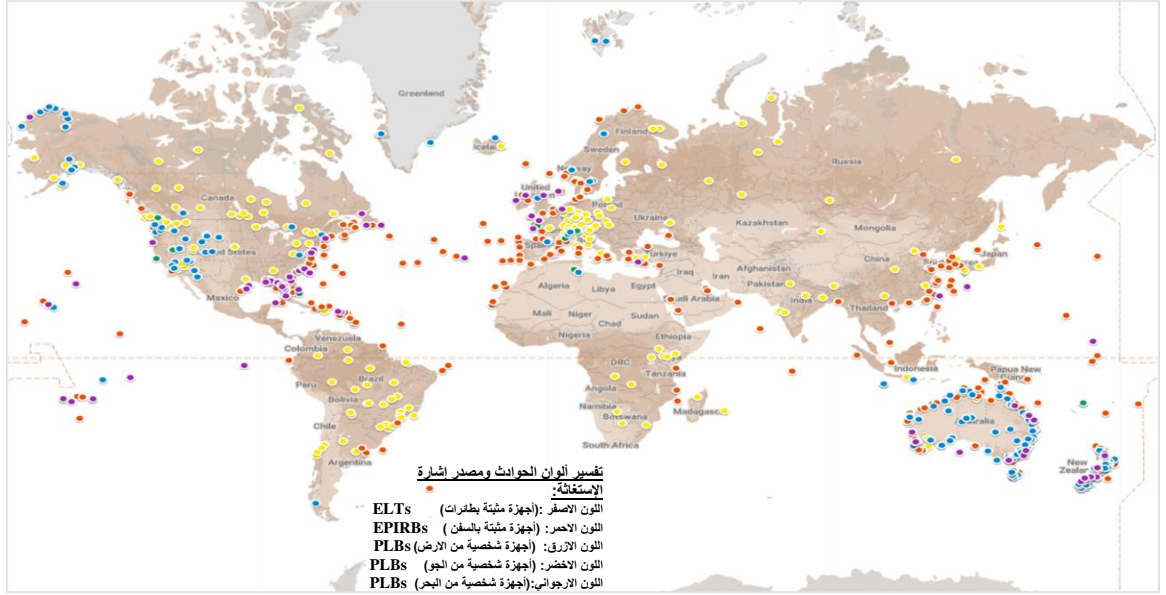 Greenland
Iceland
Finland
Sweden
Norway
Russia
United
Canada
Poland
Ukraine
Kazakhstan
Mongolia
Spain
United States
Türkiye
China
Japan
Iraq
Iran
Afghanistan
Pakistan
Algeria
Libya
Egypt
Saudi Arabia
India
Mexico
Mali
Niger
Chad
Sudan
Thailand
Nigeria
Ethiopia
Venezuela
Colombia
DRC
Tanzania
Indonesia
Papua New
Guinea
Peru
Brazil
Angola
Bolivia
Namibia
Botswana
Madagascar
Chile
Australia
South Africa
New
Zealand
Argentina
تفسير ألوان الحوادث ومصدر إشارة
الإستغاثة:
اللون الاصفر :(أجهزة مثبتة بطائرات) ELTs
اللون الاحمر: (أجهزة مثبتة بالسفن ) EPIRBs
اللون الازرق: (أجهزة شخصية من الارض) PLBs
اللون الاخضر: (أجهزة شخصية من الجو) PLBs
اللون الارجواني:(أجهزة شخصية من البحر) PLBs